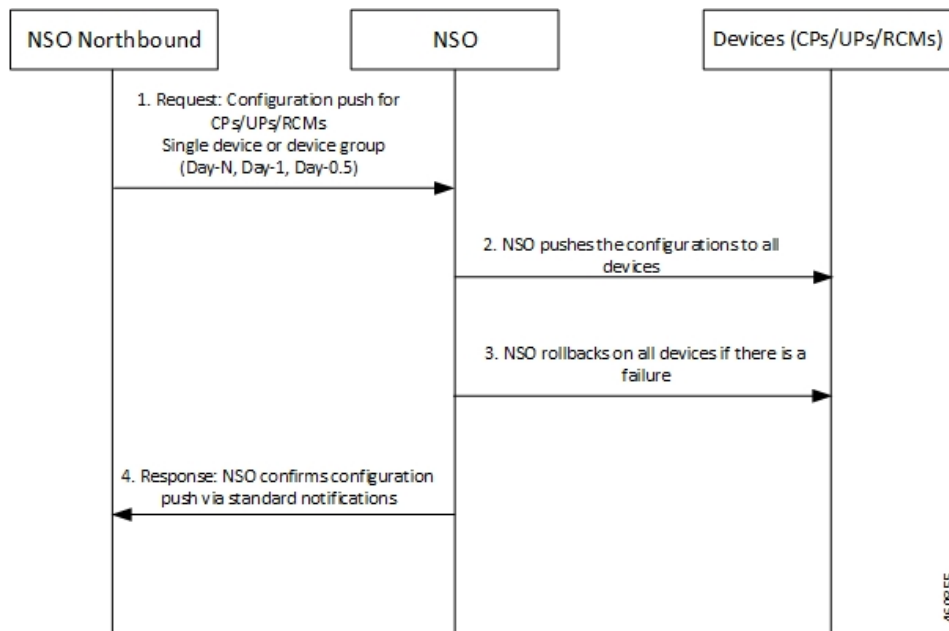 NSO Northbound
NSO
Devices (CPs/UPs/RCMs)
1. Request: Configuration push for
CPs/UPs/RCMs
Single device or device group
(Day-N, Day-1, Day-0.5)
2. NSO pushes the configurations to all
devices
3. NSO rollbacks on all devices if there is a
failure
4. Response: NSO confirms configuration
push via standard notifications